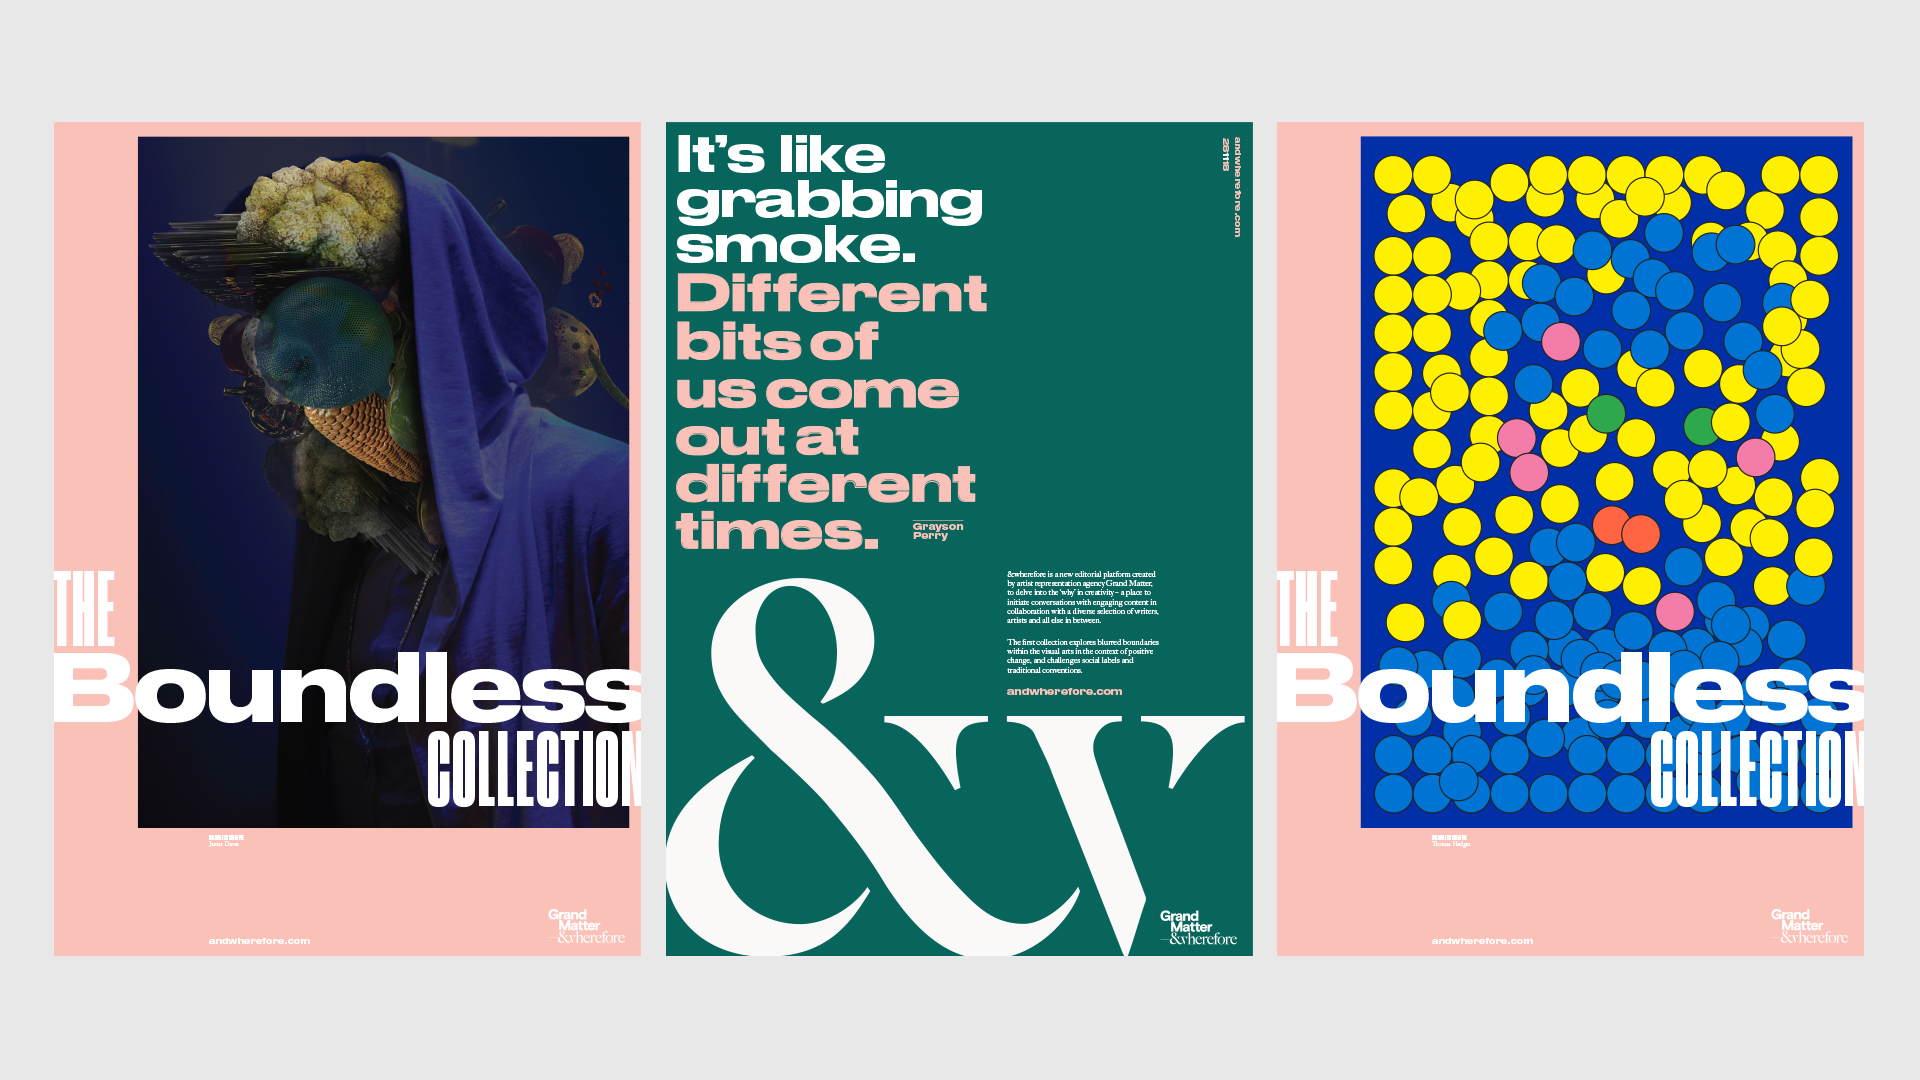 THE
Boundless
COLLECTION
andwherefore.com
Grand
Matter
—&wherefore
It’s like
grabbing
smoke.
Different
bits of
us come
out at
different
times.
Grayson
Perry
andwherefore.com
281118
&wherefore is a new editorial platform created
by artist representation agency Grand Matter,
to delve into the ‘why’ in creativity – a place to
initiate conversations with engaging content in
collaboration with a diverse selection of writers,
artists and all else in between.
The first collection explores blurred boundaries
within the visual arts in the context of positive
change, and challenges social labels and
traditional conventions.
andwherefore.com
&w
Grand
Matter
—&wherefore
THE
Boundless
COLLECTION
Thomas Hedger
andwherefore.com
Grand
Matter
—&wherefore